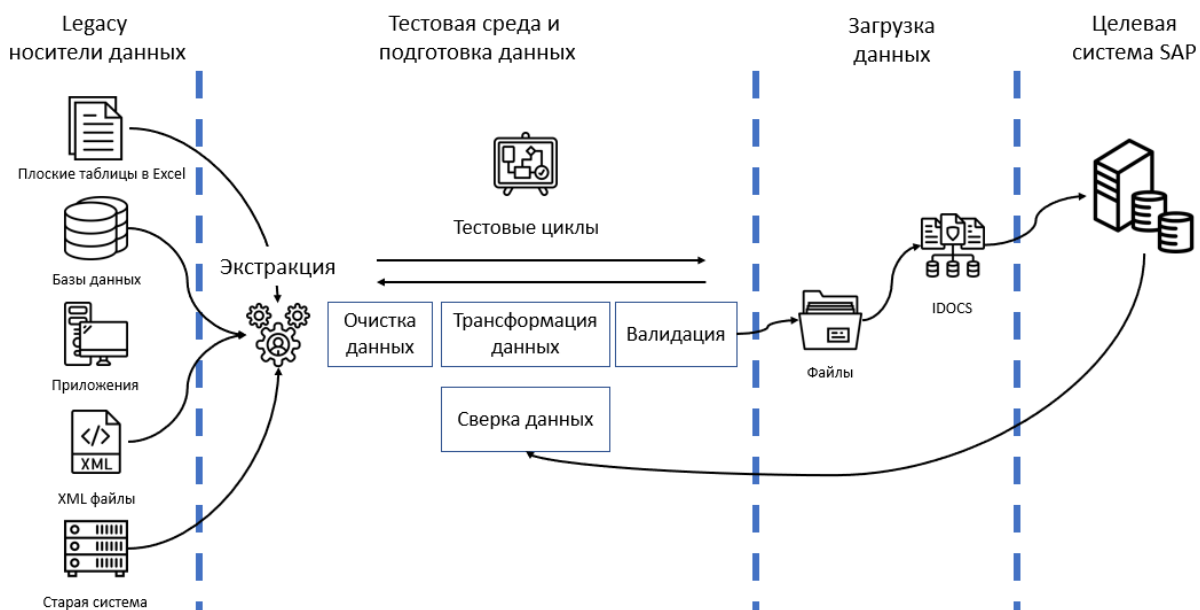 Legacy
носители данных
Тестовая среда и
подготовка данных
Загрузка
данных
Целевая
система SAP
Плоские таблицы в Excel
Базы данных
Приложения
XML
XML файлы
Старая система
Экстракция
Тестовые циклы
Очистка
данных
Трансформация
данных
Валидация
Сверка данных
Файлы
IDOCS